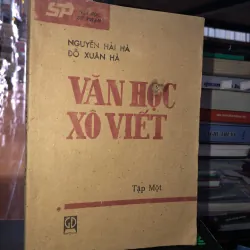 SP
NGUYỄN HẢI HÀ
ĐỖ XUÂN HÀ
VĂN HỌC
XÔ VIẾT
Tập Một